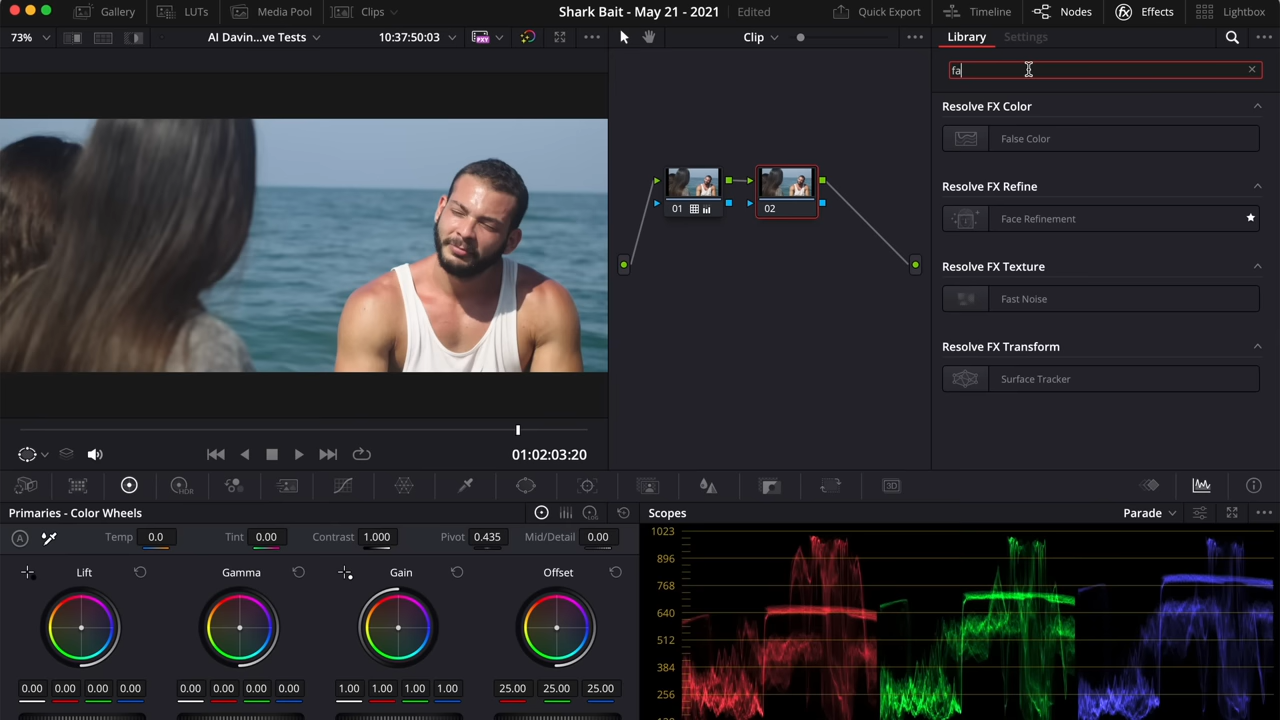 Gallery LUTs Media Pool Clips Shark Bait - May 21 - 2021 Edited Quick Export Timeline Nodes Effects Lightbox
73% AI Davin...ve Tests 10:37:50:03 PXY Clip Library Settings
fa
Resolve FX Color
False Color
Resolve FX Refine
Face Refinement
01 02
Resolve FX Texture
Fast Noise
Resolve FX Transform
Surface Tracker
01:02:03:20
HDR 3D
Primaries - Color Wheels LOG Scopes Parade
A Temp 0.0 Tint 0.00 Contrast 1.000 Pivot 0.435 Mid/Detail 0.00
Lift Gamma Gain Offset
0.00 0.00 0.00 0.00 0.00 0.00 0.00 0.00 1.00 1.00 1.00 1.00 25.00 25.00 25.00
1023
896
768
640
512
384
256
128